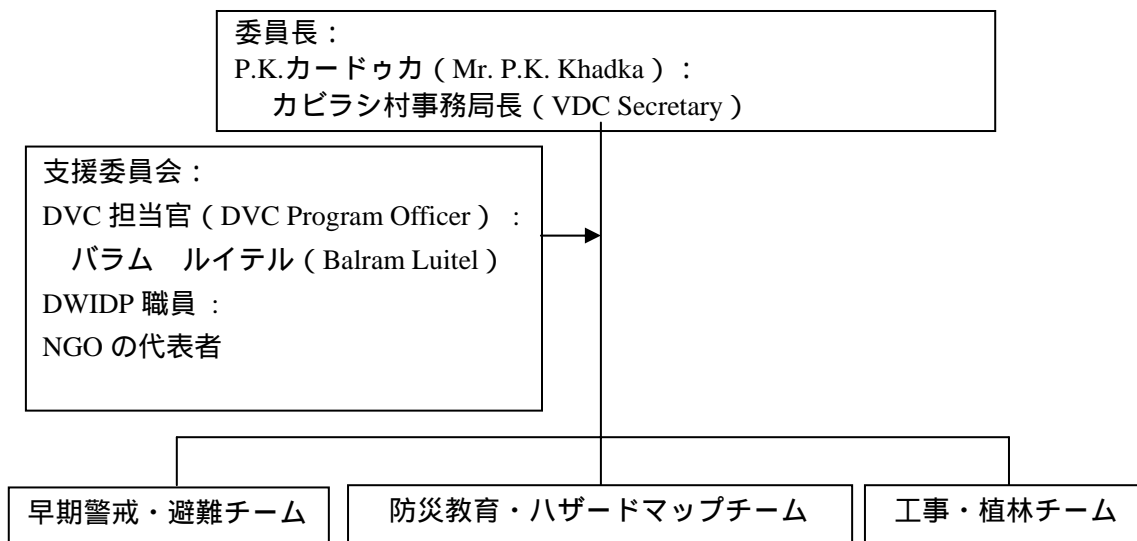 委員長：
P.K.カードゥカ（Mr. P.K. Khadka）：
カビラシ村事務局長（VDC Secretary）
支援委員会：
DVC 担当官（DVC Program Officer）：
バラム　ルイテル（Balram Luitel）
DWIDP 職員：
NGO の代表者
早期警戒・避難チーム
防災教育・ハザードマップチーム
工事・植林チーム